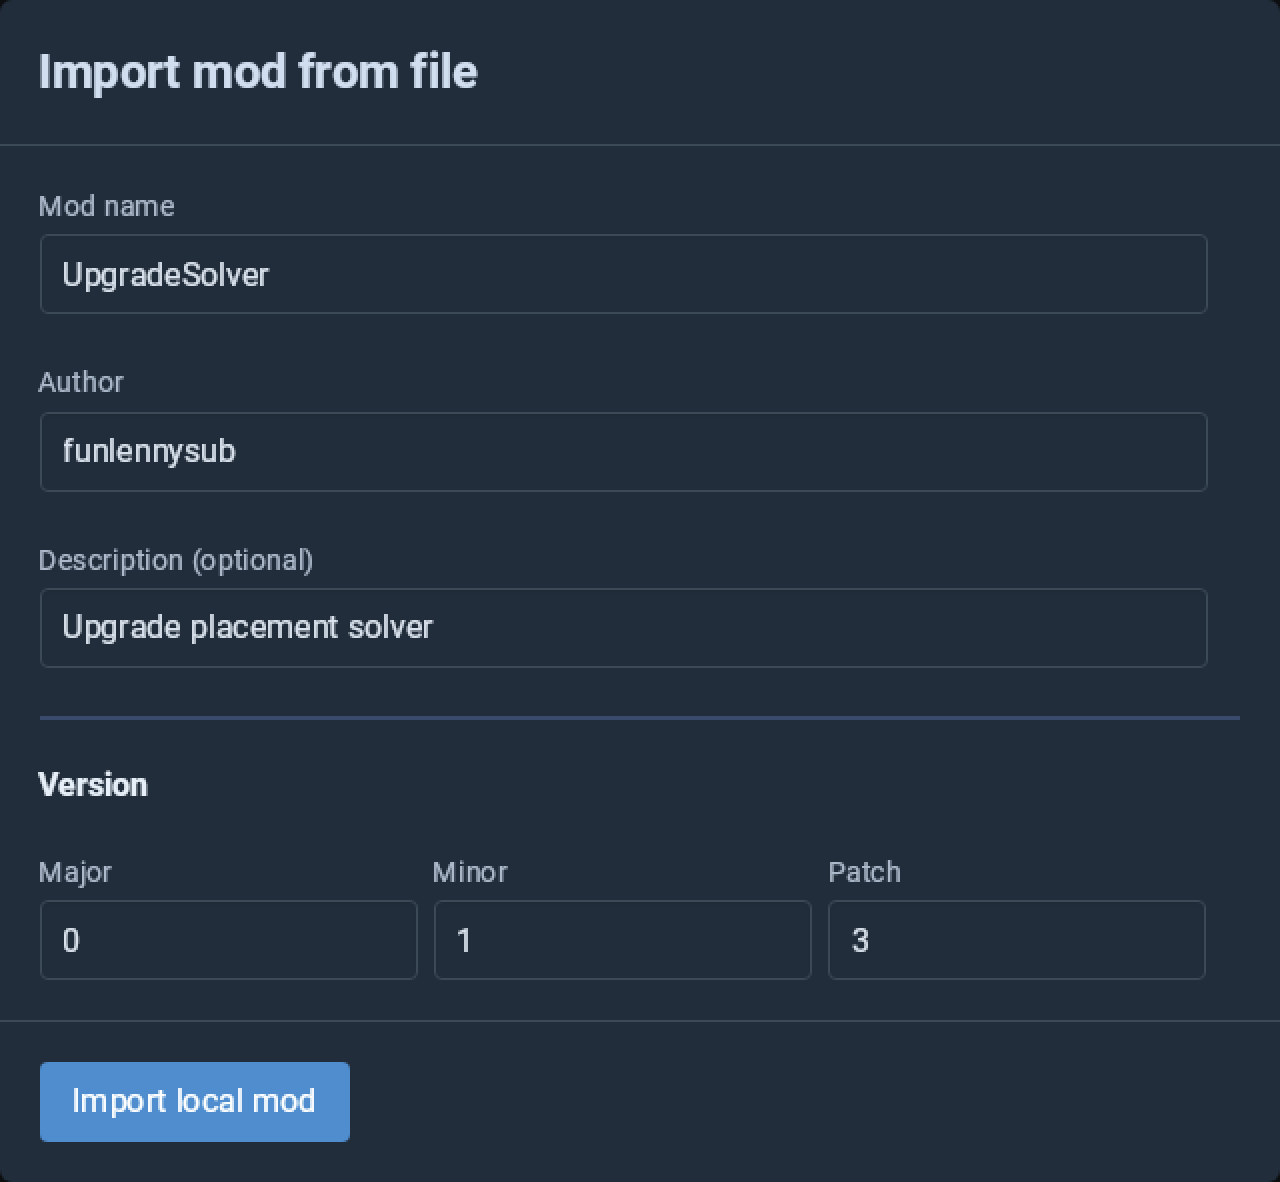 Import mod from file
Mod name
UpgradeSolver
Author
funlennysub
Description (optional)
Upgrade placement solver
Version
Major Minor Patch
0 1 3
Import local mod